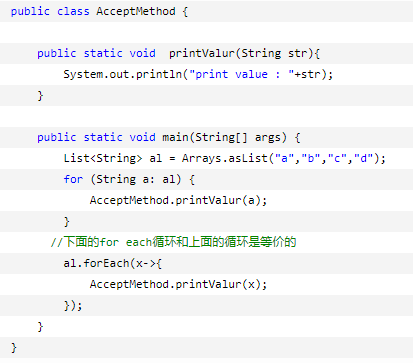 public class AcceptMethod {
public static void  printValur(String str){
System.out.println("print value : "+str);
}
public static void main(String[] args) {
List<String> al = Arrays.asList("a","b","c","d");
for (String a: al) {
AcceptMethod.printValur(a);
}
//下面的for each循环和上面的循环是等价的
al.forEach(x->{
AcceptMethod.printValur(x);
});
}
}